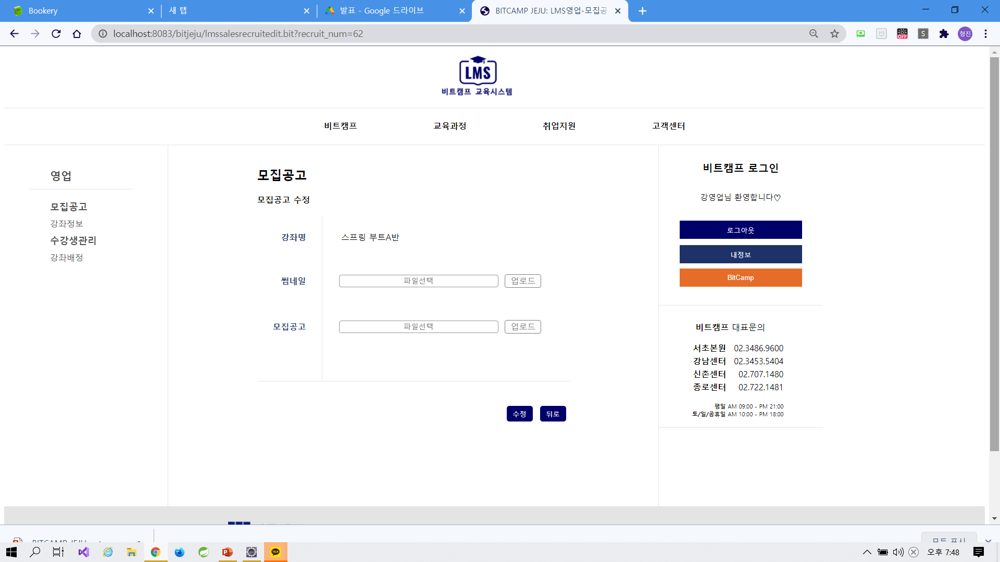 Bookery
새 탭
발표 - Google 드라이브
BITCAMP JEJU: LMS영업-모집공
localhost:8083/bitjeju/lmssalesrecruitedit.bit?recruit_num=62
OFF
S
형진
LMS
비트캠프 교육시스템
비트캠프
교육과정
취업지원
고객센터
영업
모집공고
강좌정보
수강생관리
강좌배정
모집공고
모집공고 수정
강좌명
스프링 부트A반
썸네일
파일선택
업로드
모집공고
파일선택
업로드
수정
뒤로
비트캠프 로그인
강영업님 환영합니다♡
로그아웃
내정보
BitCamp
비트캠프 대표문의
서초본원 02.3486.9600
강남센터 02.3453.5404
신촌센터 02.707.1480
종로센터 02.722.1481
평일 AM 09:00 - PM 21:00
토/일/공휴일 AM 10:00 - PM 18:00
모두 표시
TALK
오후 7:48